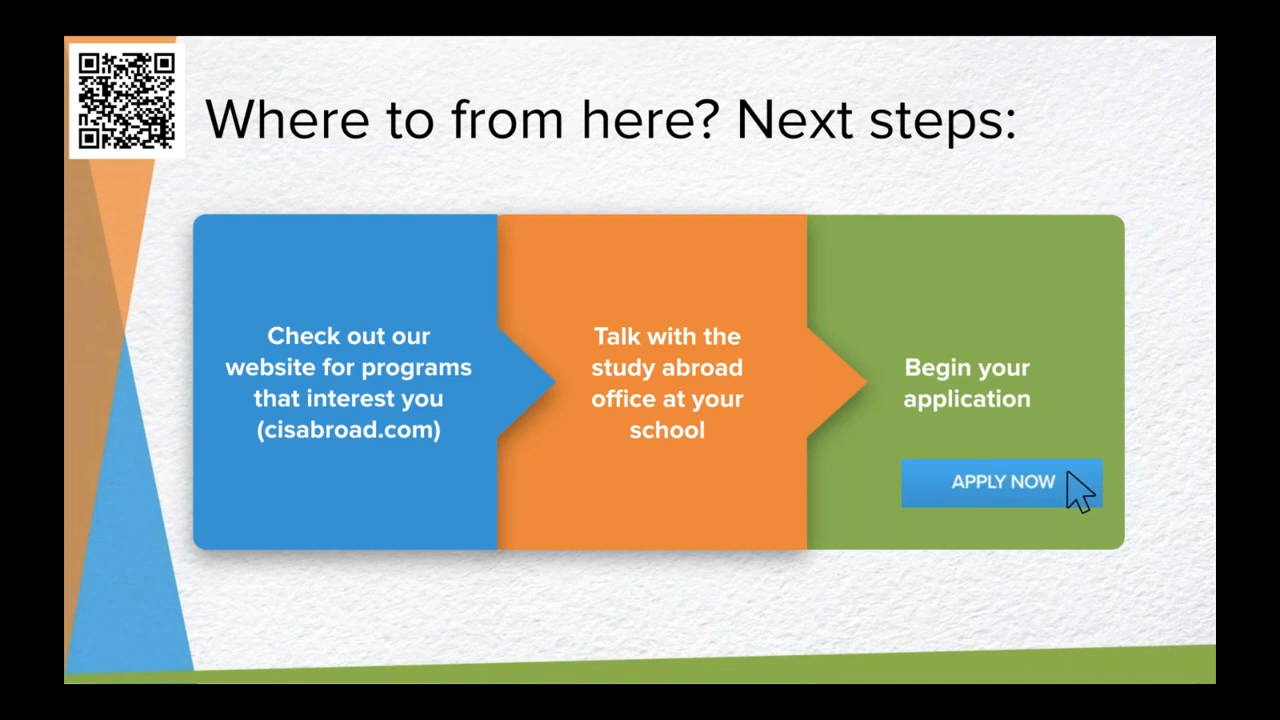 Where to from here? Next steps:
Check out our
website for programs
that interest you
(cisabroad.com)
Talk with the
study abroad
office at your
school
Begin your
application
APPLY NOW